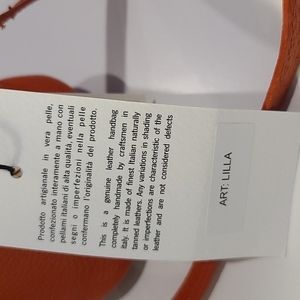 Prodotto artigianale in vera pelle,
confezionato interamente a mano con
pellami italiani di alta qualità, eventuali
segni o imperfezioni nella pelle
confermano l'originalità del prodotto.
This is a genuine leather handbag
completely handmade by craftsmen in
italy. It is made of finest Italian naturally
tanned leathers. Any variations in shading
or imperfections are characteristic of the
leather and are not considered defects
ART: LILLA